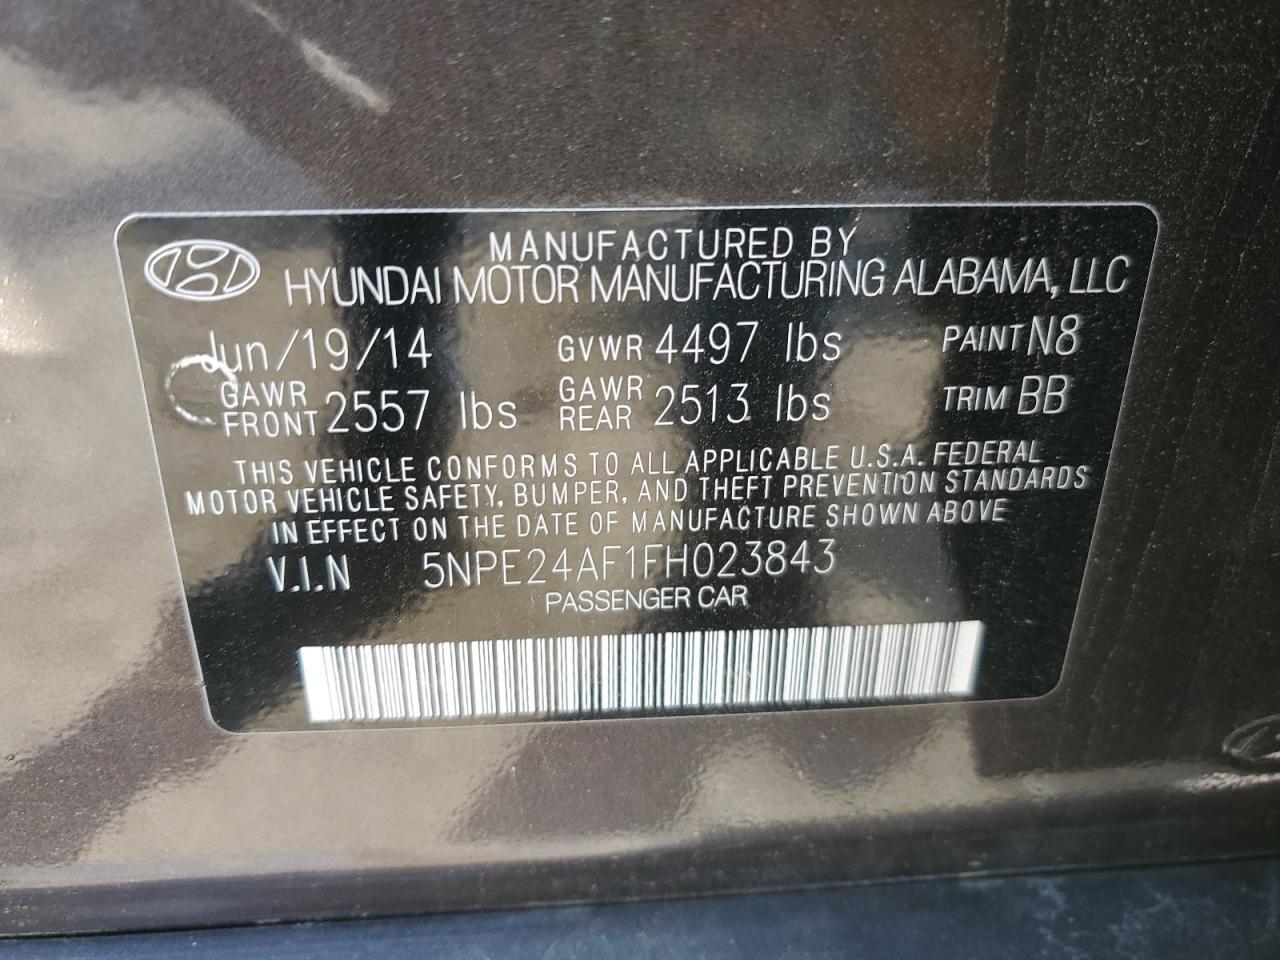 MANUFACTURED BY
HYUNDAI MOTOR MANUFACTURING ALABAMA, LLC
Jun/19/14 GVWR 4497 lbs PAINT N8
GAWR FRONT 2557 lbs GAWR REAR 2513 lbs TRIM BB
THIS VEHICLE CONFORMS TO ALL APPLICABLE U.S.A. FEDERAL
MOTOR VEHICLE SAFETY, BUMPER, AND THEFT PREVENTION STANDARDS
IN EFFECT ON THE DATE OF MANUFACTURE SHOWN ABOVE
V.I.N 5NPE24AF1FH023843
PASSENGER CAR